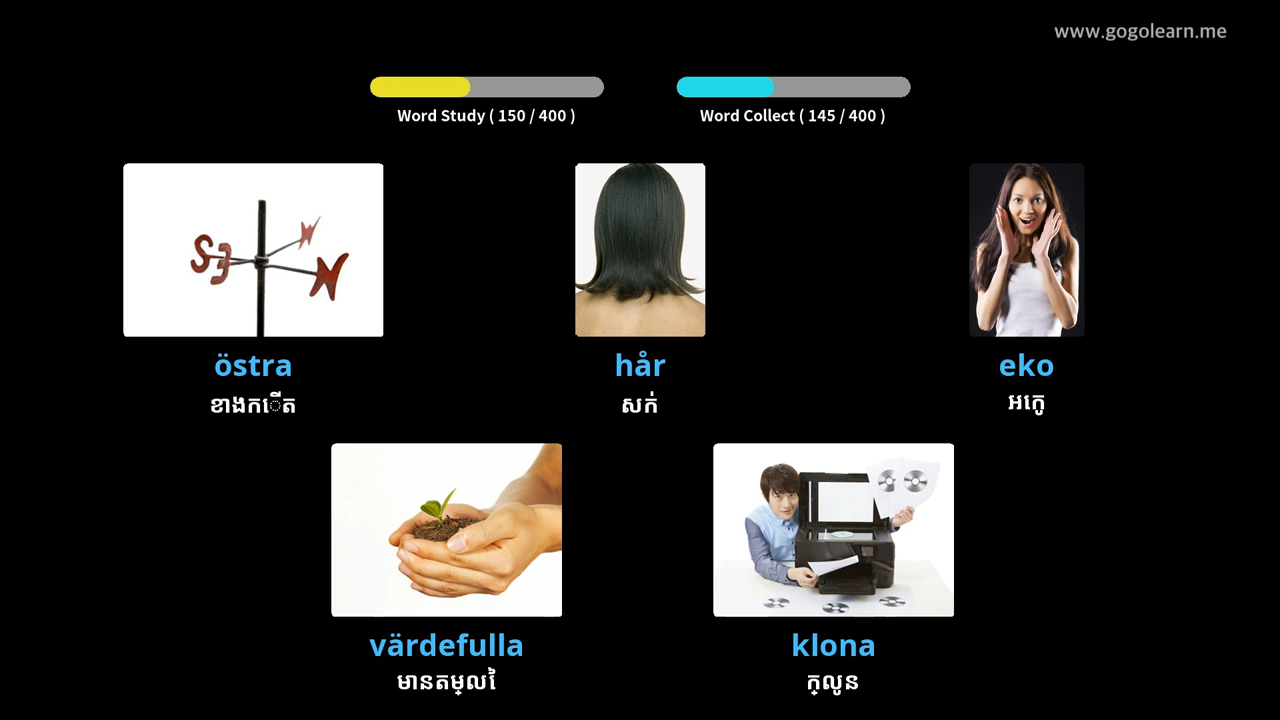 www.gogolearn.me
Word Study ( 150 / 400 )
Word Collect ( 145 / 400 )
S E N N
östra
hår
eko
ខាងកើត
សក់
អេកូ
värdefulla
klona
មានតម្លៃ
ក្លូន